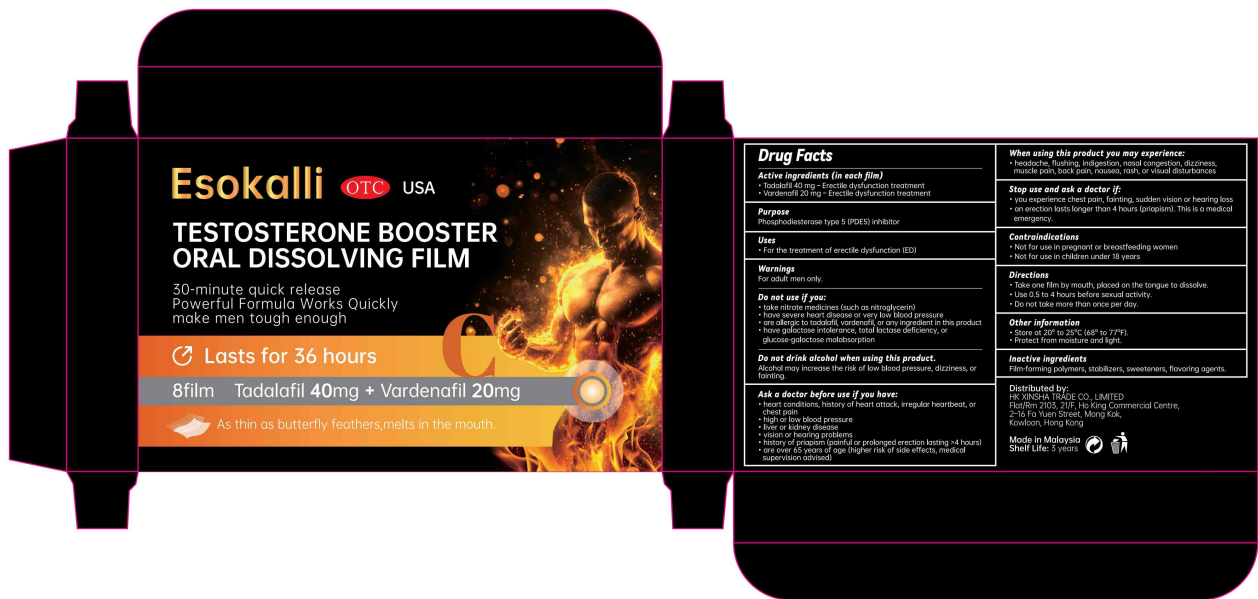 Esokalli OTC USA
TESTOSTERONE BOOSTER
ORAL DISSOLVING FILM
30-minute quick release
Powerful Formula Works Quickly
make men tough enough
C
Lasts for 36 hours
8film Tadalafil 40mg + Vardenafil 20mg
As thin as butterfly feathers,melts in the mouth.
Drug Facts
Active ingredients (in each film)
• Tadalafil 40 mg – Erectile dysfunction treatment
• Vardenafil 20 mg – Erectile dysfunction treatment
Purpose
Phosphodiesterase type 5 (PDE5) inhibitor
Uses
• For the treatment of erectile dysfunction (ED)
Warnings
For adult men only.
Do not use if you:
• take nitrate medicines (such as nitroglycerin)
• have severe heart disease or very low blood pressure
• are allergic to tadalafil, vardenafil, or any ingredient in this product
• have galactose intolerance, total lactase deficiency, or
glucose-galactose malabsorption
Do not drink alcohol when using this product.
Alcohol may increase the risk of low blood pressure, dizziness, or
fainting.
Ask a doctor before use if you have:
• heart conditions, history of heart attack, irregular heartbeat, or
chest pain
• high or low blood pressure
• liver or kidney disease
• vision or hearing problems
• history of priapism (painful or prolonged erection lasting >4 hours)
• are over 65 years of age (higher risk of side effects, medical
supervision advised)
When using this product you may experience:
• headache, flushing, indigestion, nasal congestion, dizziness,
muscle pain, back pain, nausea, rash, or visual disturbances
Stop use and ask a doctor if:
• you experience chest pain, fainting, sudden vision or hearing loss
• an erection lasts longer than 4 hours (priapism). This is a medical
emergency.
Contraindications
• Not for use in pregnant or breastfeeding women
• Not for use in children under 18 years
Directions
• Take one film by mouth, placed on the tongue to dissolve.
• Use 0.5 to 4 hours before sexual activity.
• Do not take more than once per day.
Other information
• Store at 20° to 25°C (68° to 77°F).
• Protect from moisture and light.
Inactive ingredients
Film-forming polymers, stabilizers, sweeteners, flavoring agents.
Distributed by:
HK XINSHA TRADE CO., LIMITED
Flat/Rm 2103, 21/F, Ho King Commercial Centre,
2–16 Fa Yuen Street, Mong Kok,
Kowloon, Hong Kong
Made in Malaysia
Shelf Life: 3 years